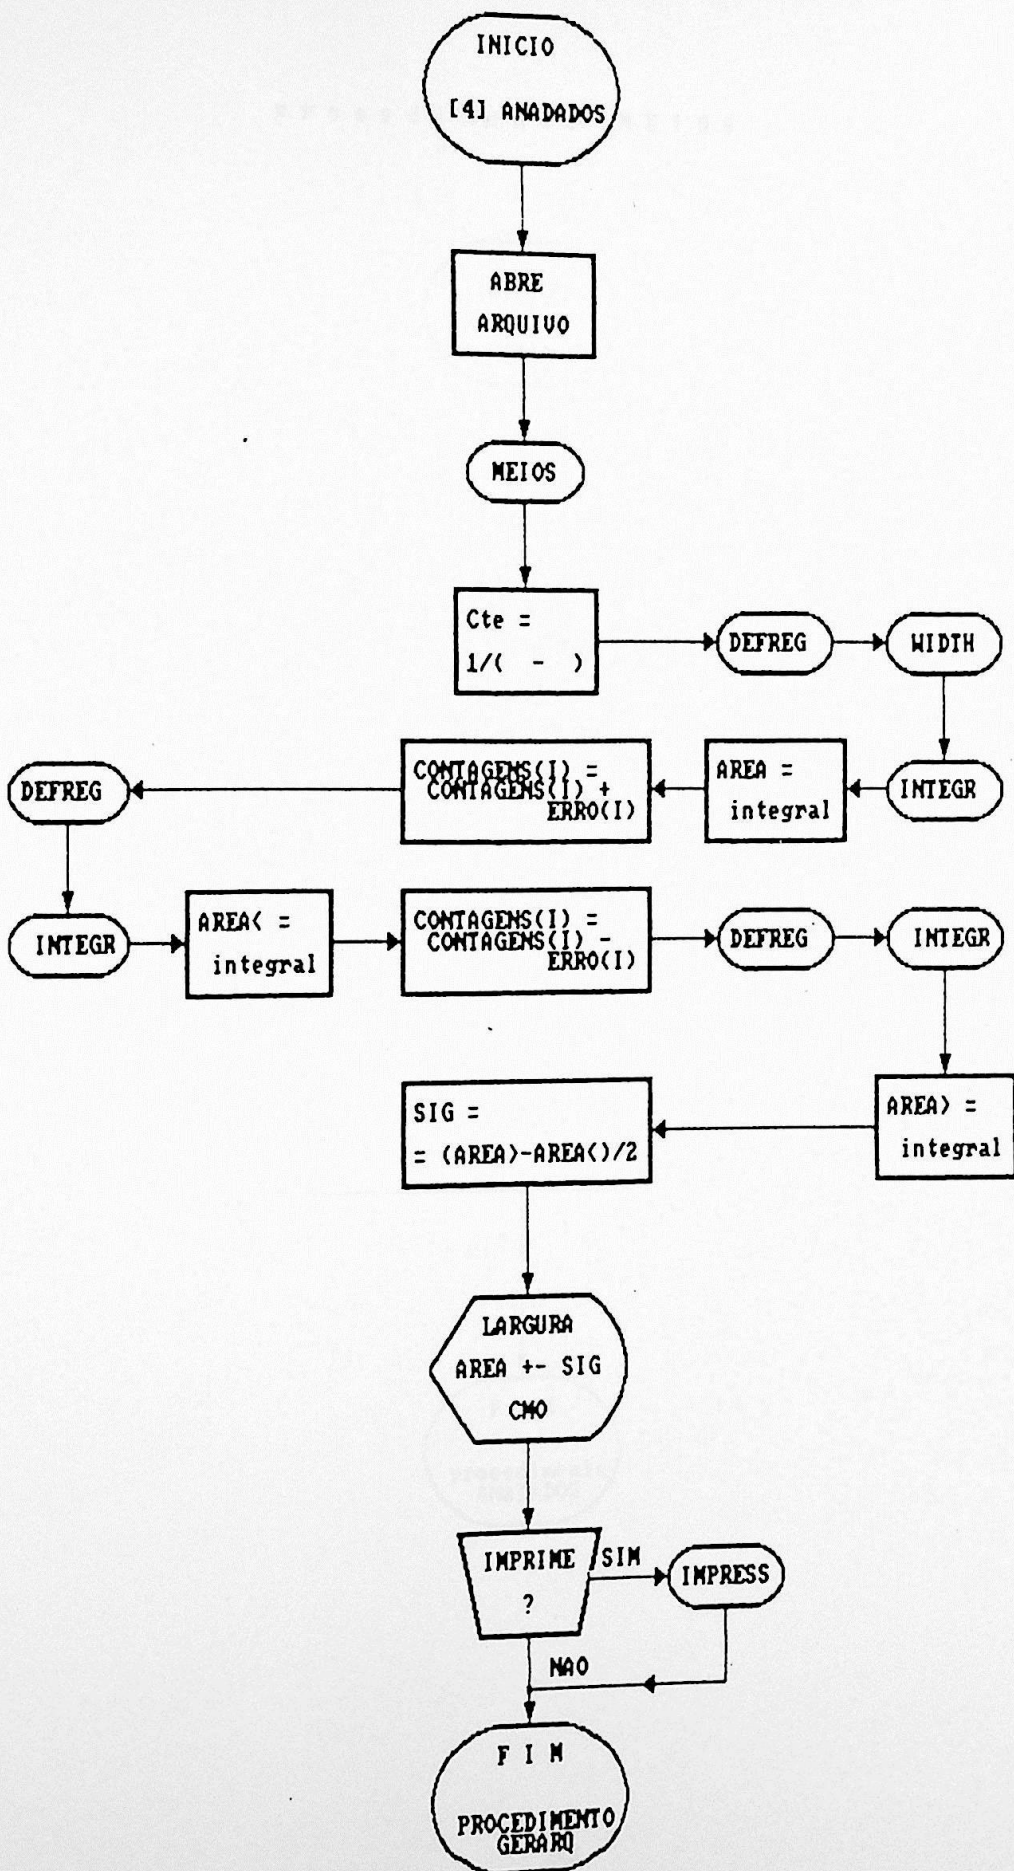 INICIO
[4] ANADADOS
ABRE
ARQUIVO
MEIOS
Cte =
1/( - )
DEFREG
WIDTH
INTEGR
AREA =
integral
CONTAGENS(I) =
CONTAGENS(I) +
ERRO(I)
DEFREG
INTEGR
AREA< =
integral
CONTAGENS(I) =
CONTAGENS(I) -
ERRO(I)
DEFREG
INTEGR
AREA> =
integral
SIG =
= (AREA>-AREA<)/2
LARGURA
AREA +- SIG
CMO
IMPRIME
?
SIM
IMPRESS
NAO
F I M
PROCEDIMENTO
GERARQ